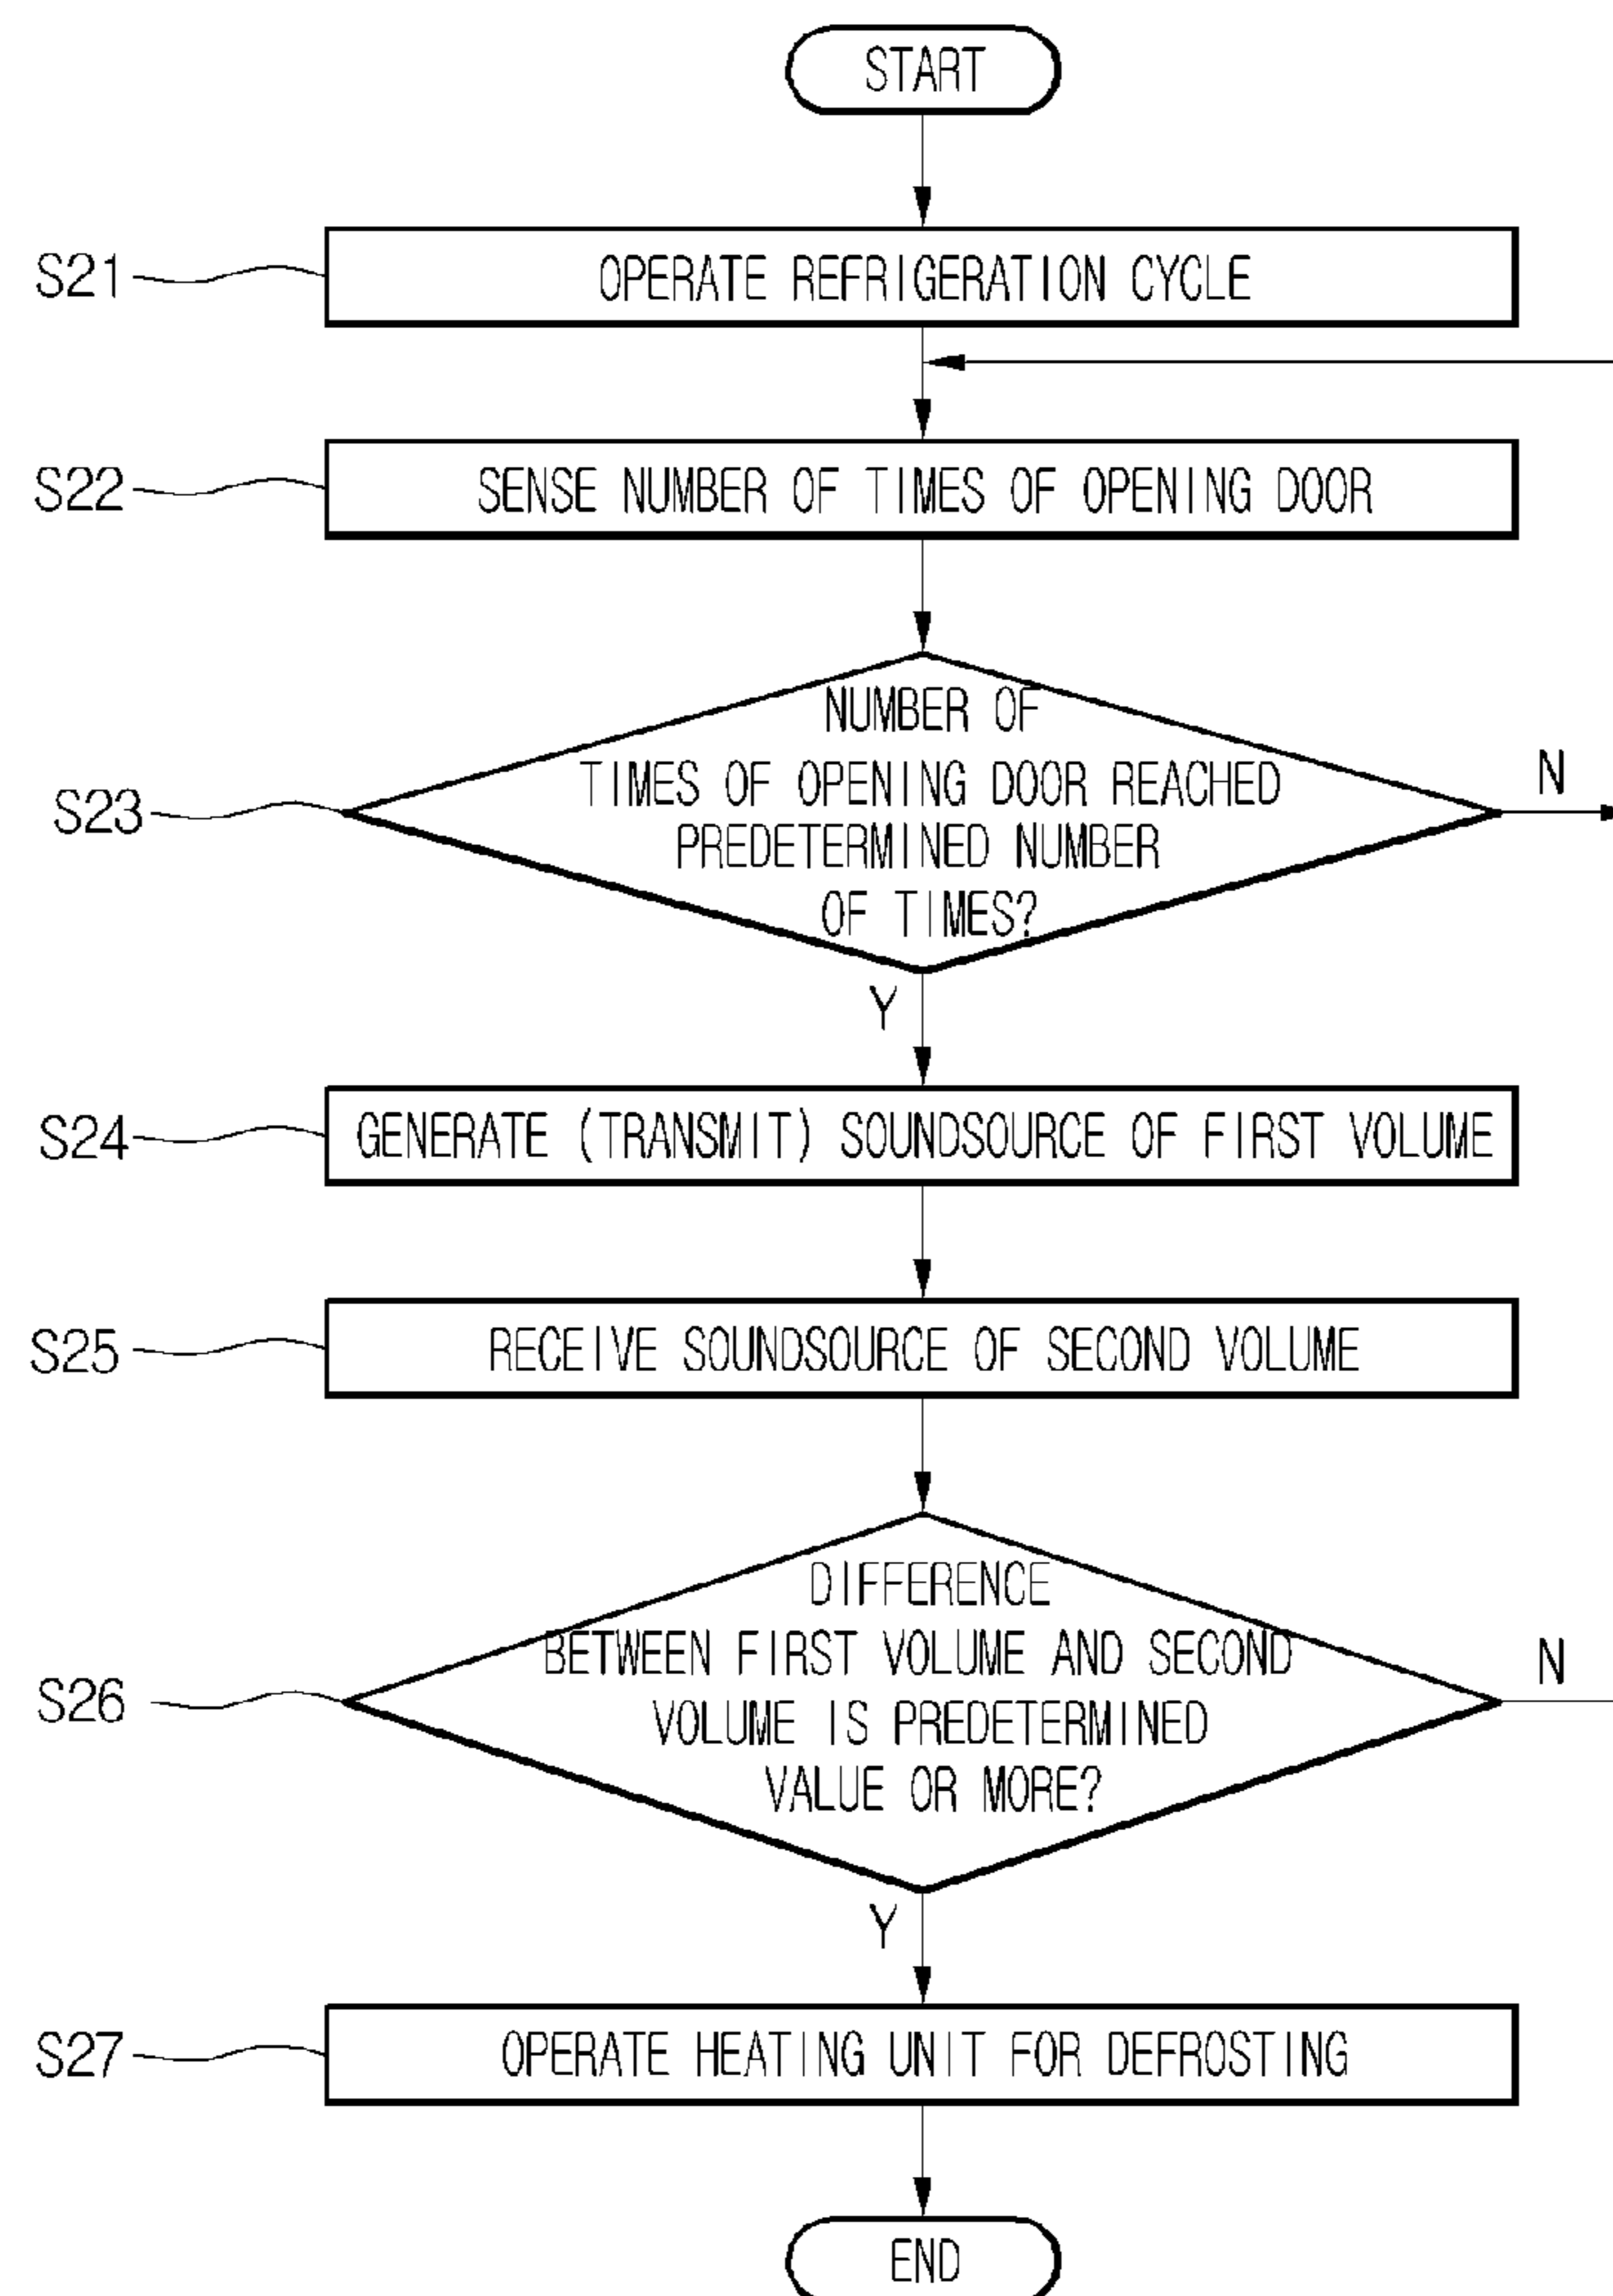 START
S21
OPERATE REFRIGERATION CYCLE
S22
SENSE NUMBER OF TIMES OF OPENING DOOR
S23
NUMBER OF
TIMES OF OPENING DOOR REACHED
PREDETERMINED NUMBER
OF TIMES?
N
Y
S24
GENERATE (TRANSMIT) SOUNDSOURCE OF FIRST VOLUME
S25
RECEIVE SOUNDSOURCE OF SECOND VOLUME
S26
DIFFERENCE
BETWEEN FIRST VOLUME AND SECOND
VOLUME IS PREDETERMINED
VALUE OR MORE?
N
Y
S27
OPERATE HEATING UNIT FOR DEFROSTING
END